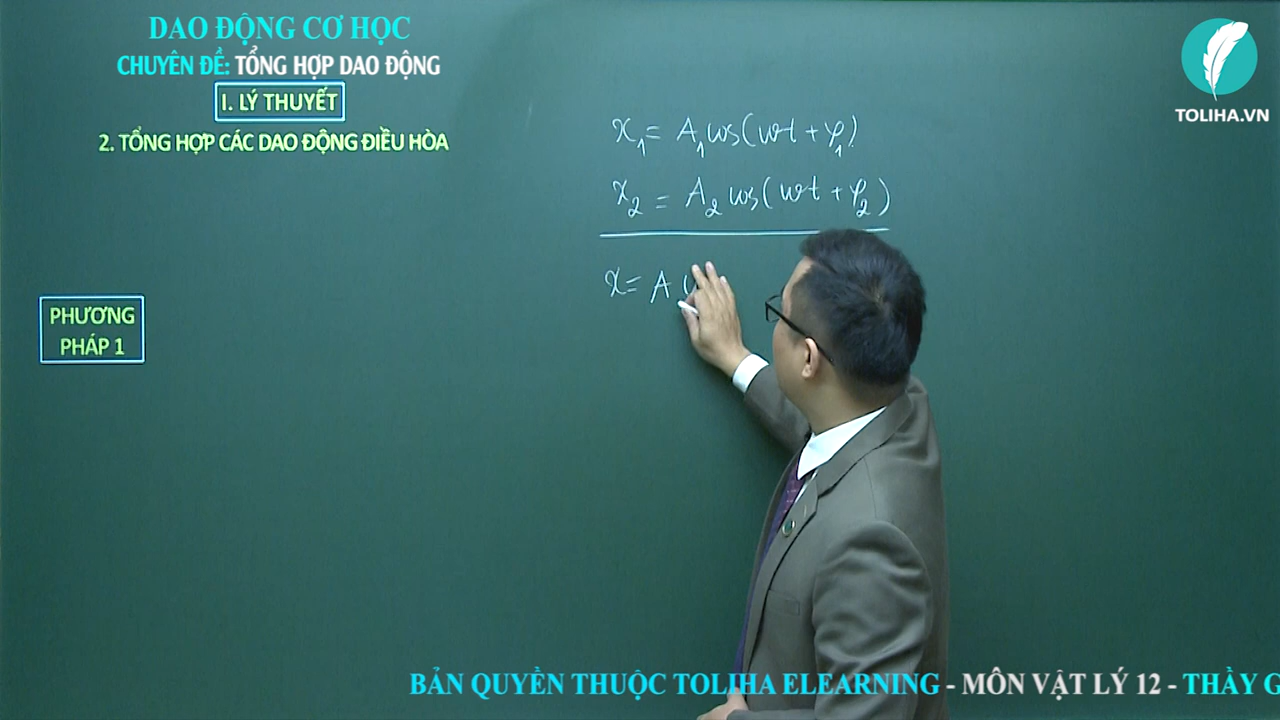 DAO ĐỘNG CƠ HỌC
CHUYÊN ĐỀ: TỔNG HỢP DAO ĐỘNG
I. LÝ THUYẾT
2. TỔNG HỢP CÁC DAO ĐỘNG ĐIỀU HÒA
TOLIHA.VN
x₁ = A₁cos(ωt + φ₁)
x₂ = A₂ cos(ωt + φ₂)
x = A
PHƯƠNG
PHÁP 1
BẢN QUYỀN THUỘC TOLIHA ELEARNING - MÔN VẬT LÝ 12 - THẦY G